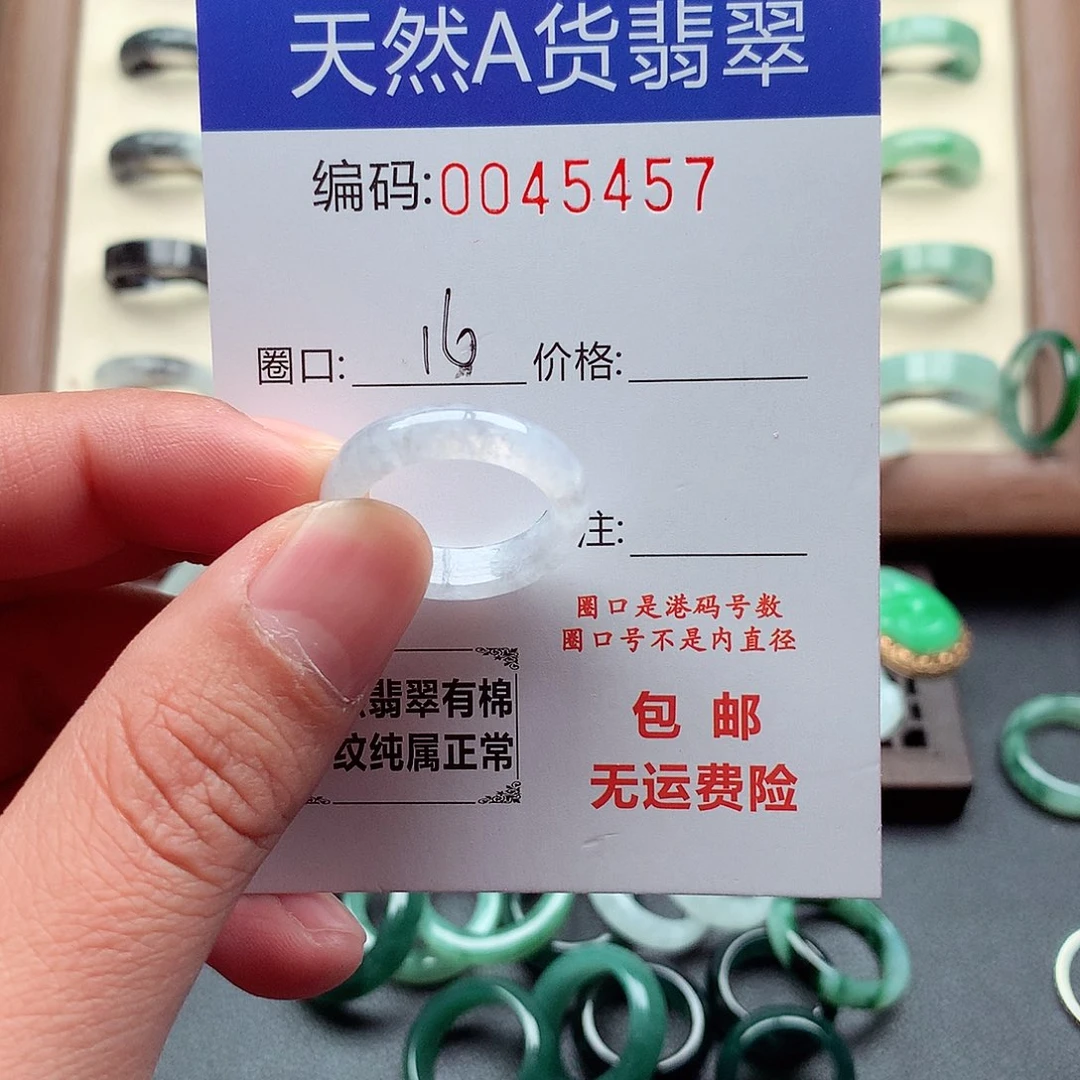 天然A货翡翠
编码:0045457
圈口: 16 价格:
注:
圈口是港码号数
圈口号不是内直径
翡翠有棉
纹纯属正常
包邮
无运费险